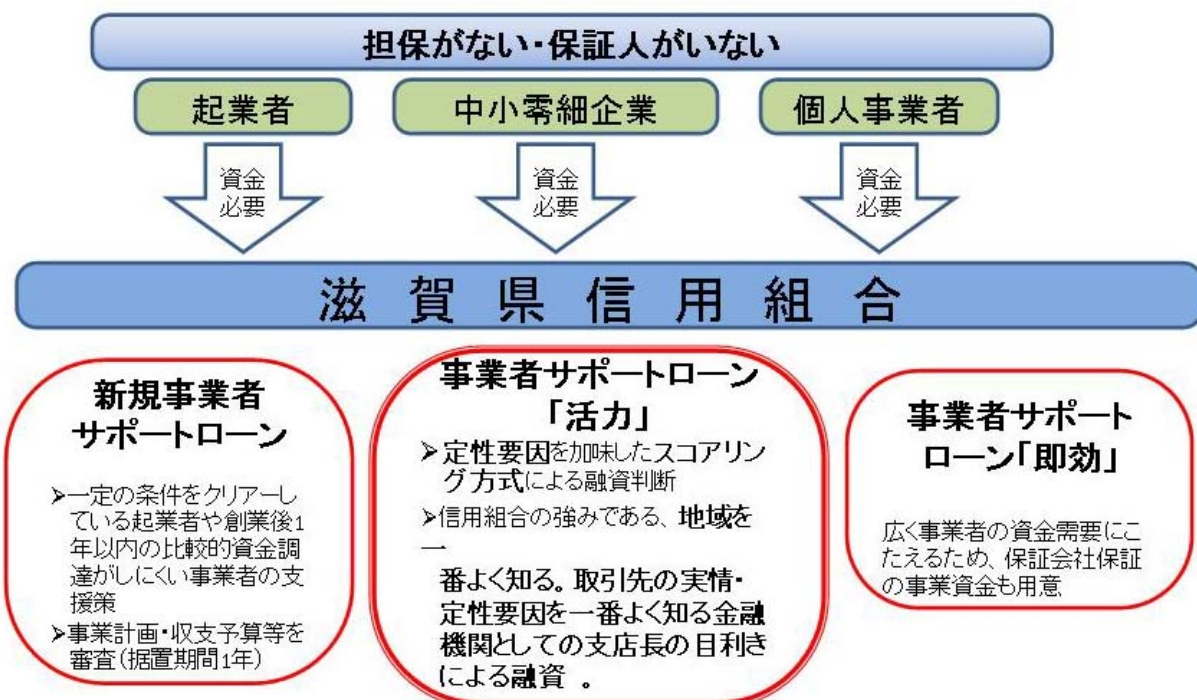 担保がない・保証人がいない
起業者
中小零細企業
個人事業者
資金
必要
資金
必要
資金
必要
滋賀県信用組合
新規事業者
サポートローン
➢一定の条件をクリアーし
ている起業者や創業後1
年以内の比較的資金調
達がしにくい事業者の支
援策
➢事業計画・収支予算等を
審査(据置期間1年)
事業者サポートローン
「活力」
➢定性要因を加味したスコアリン
グ方式による融資判断
➢信用組合の強みである、地域を
一
番よく知る。取引先の実情・
定性要因を一番よく知る金融
機関としての支店長の目利き
による融資 。
事業者サポート
ローン「即効」
広く事業者の資金需要にこ
たえるため、保証会社保証
の事業資金も用意